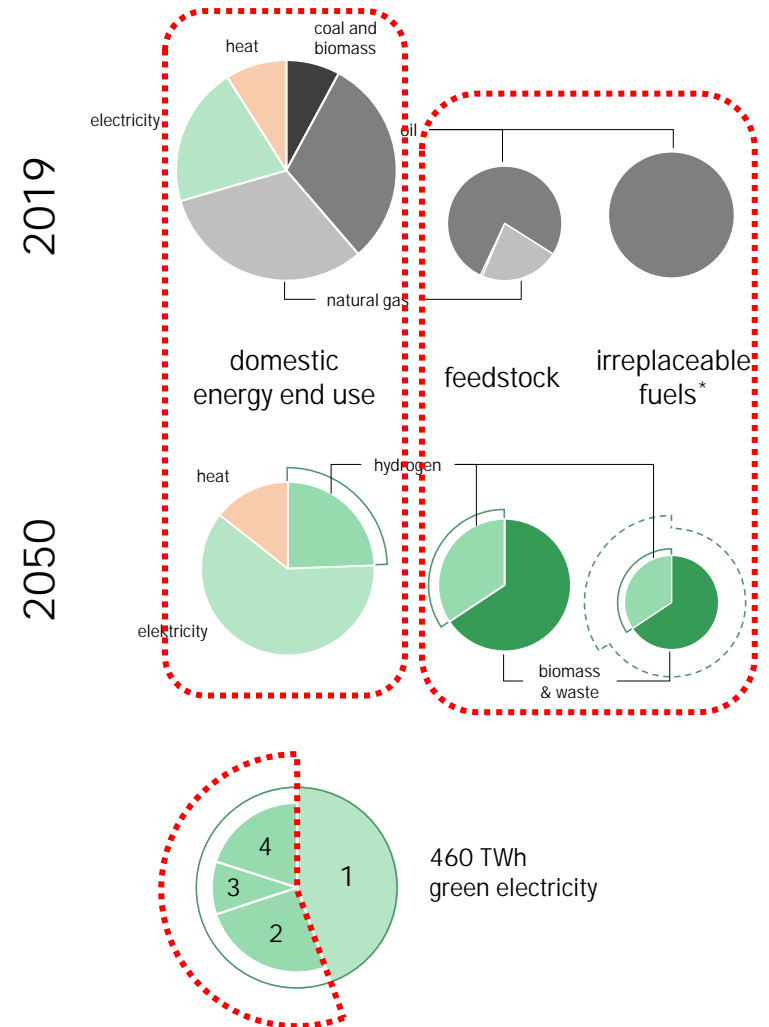 2019
coal and
biomass
heat
electricity
oil
natural gas
domestic
energy end use
feedstock
irreplaceable
fuels*
2050
hydrogen
heat
elektricity
biomass
& waste
4
3
1
2
460 TWh
green electricity